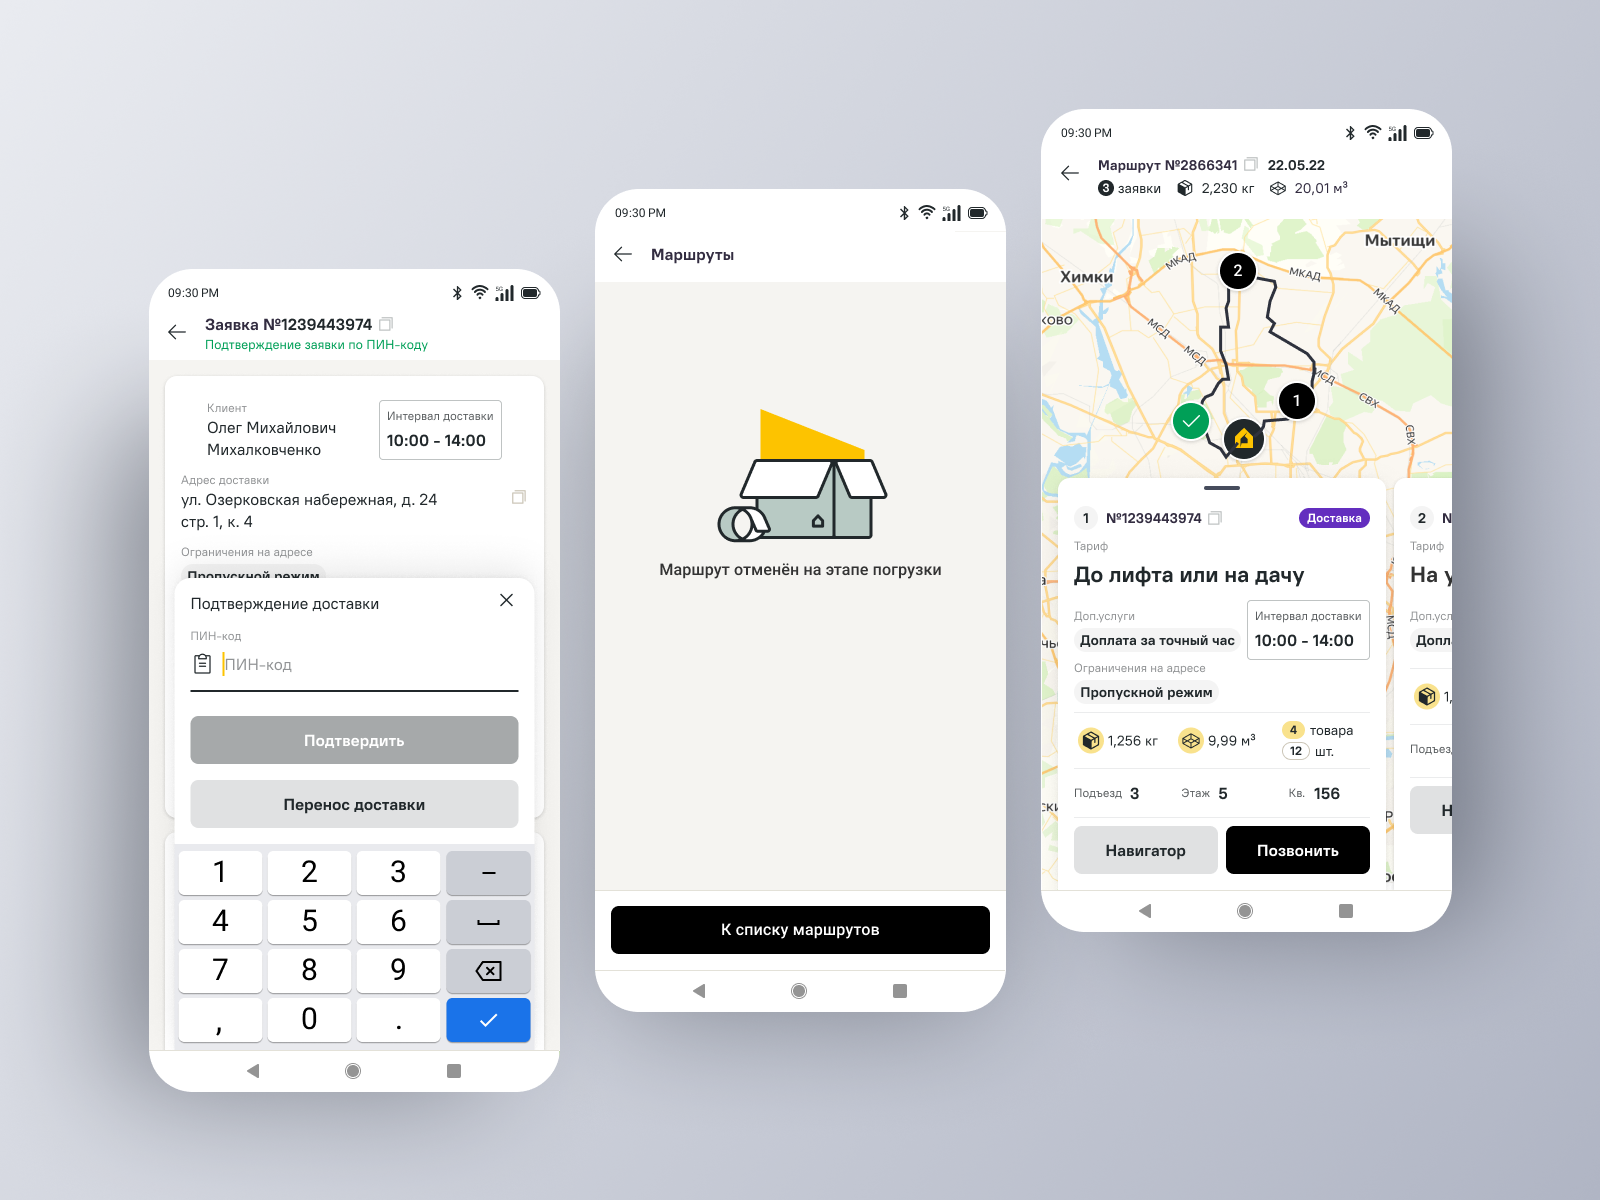 09:30 PM
5G
Заявка №1239443974
Подтверждение заявки по ПИН-коду
Клиент
Олег Михайлович
Михалковченко
Интервал доставки
10:00 - 14:00
Адрес доставки
ул. Озерковская набережная, д. 24
стр. 1, к. 4
Ограничения на адресе
Пропускной режим
Подтверждение доставки
ПИН-код
ПИН-код
Подтвердить
Перенос доставки
1 2 3 –
4 5 6
7 8 9
, 0 .
09:30 PM
5G
Маршруты
Маршрут отменён на этапе погрузки
К списку маршрутов
09:30 PM
5G
Маршрут №2866341 22.05.22
3 заявки 2,230 кг 20,01 м³
Мытищи
Химки
МКАД
2
МКАД
МКАД
ково
МСД
МСД
МСД
1
СВХ
СВХ
1 №1239443974 Доставка
Тариф
До лифта или на дачу
Доп.услуги
Доплата за точный час
Интервал доставки
10:00 - 14:00
Ограничения на адресе
Пропускной режим
1,256 кг 9,99 м³ 4 товара
12 шт.
Подъезд 3 Этаж 5 Кв. 156
Навигатор Позвонить
2 №
Тариф
На у
Доп.усл
Допл
МСД
1,
Подъезд
Н